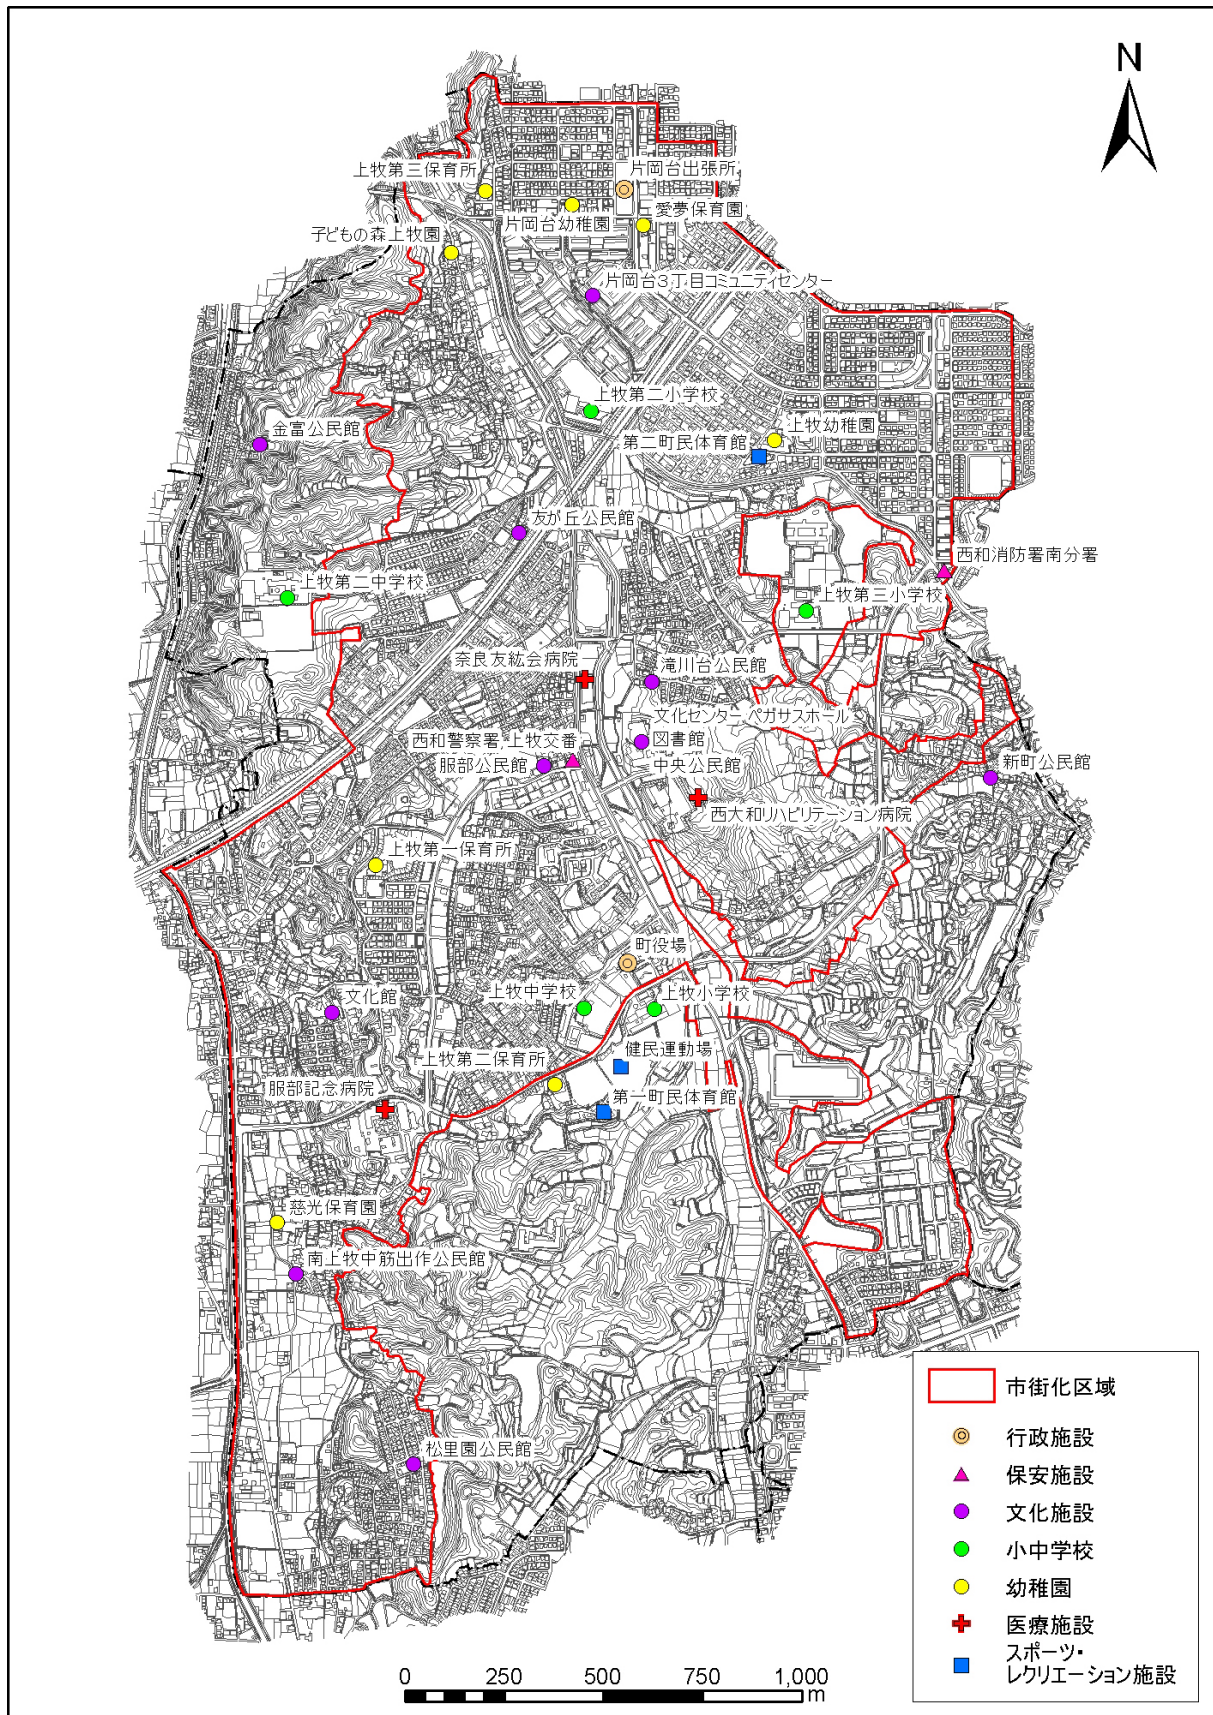 N
上牧第三保育所
片岡台出張所
片岡台幼稚園
愛夢保育園
子どもの森上牧園
片岡台3丁目コミュニティセンター
上牧第二小学校
金富公民館
上牧幼稚園
第二町民体育館
友が丘公民館
西和消防署南分署
上牧第二中学校
上牧第三小学校
奈良友紘会病院
滝川台公民館
文化センター ペガサスホール
西和警察署 上牧交番
図書館
服部公民館
中央公民館
新町公民館
西大和リハビリテーション病院
上牧第一保育所
町役場
上牧中学校
上牧小学校
文化館
健民運動場
上牧第二保育所
服部記念病院
第一町民体育館
慈光保育園
南上牧中筋出作公民館
松里園公民館
市街化区域
行政施設
保安施設
文化施設
小中学校
幼稚園
医療施設
スポーツ・
レクリエーション施設
0 250 500 750 1,000
m